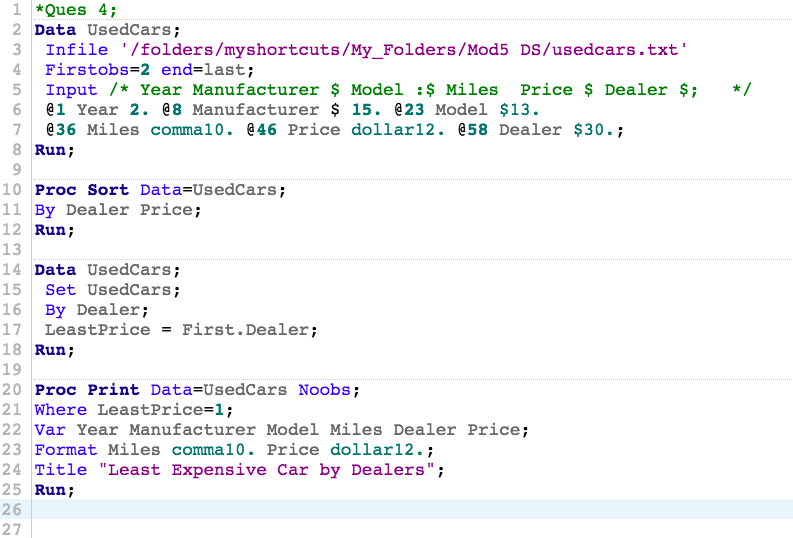 1 *Ques 4;
2 Data UsedCars;
3 Infile '/folders/myshortcuts/My_Folders/Mod5 DS/usedcars.txt'
4 Firstobs=2 end=last;
5 Input /* Year Manufacturer $ Model :$ Miles  Price $ Dealer $;   */
6 @1 Year 2. @8 Manufacturer $ 15. @23 Model $13.
7 @36 Miles comma10. @46 Price dollar12. @58 Dealer $30.;
8 Run;
9
10 Proc Sort Data=UsedCars;
11 By Dealer Price;
12 Run;
13
14 Data UsedCars;
15 Set UsedCars;
16 By Dealer;
17 LeastPrice = First.Dealer;
18 Run;
19
20 Proc Print Data=UsedCars Noobs;
21 Where LeastPrice=1;
22 Var Year Manufacturer Model Miles Dealer Price;
23 Format Miles comma10. Price dollar12.;
24 Title "Least Expensive Car by Dealers";
25 Run;
26
27